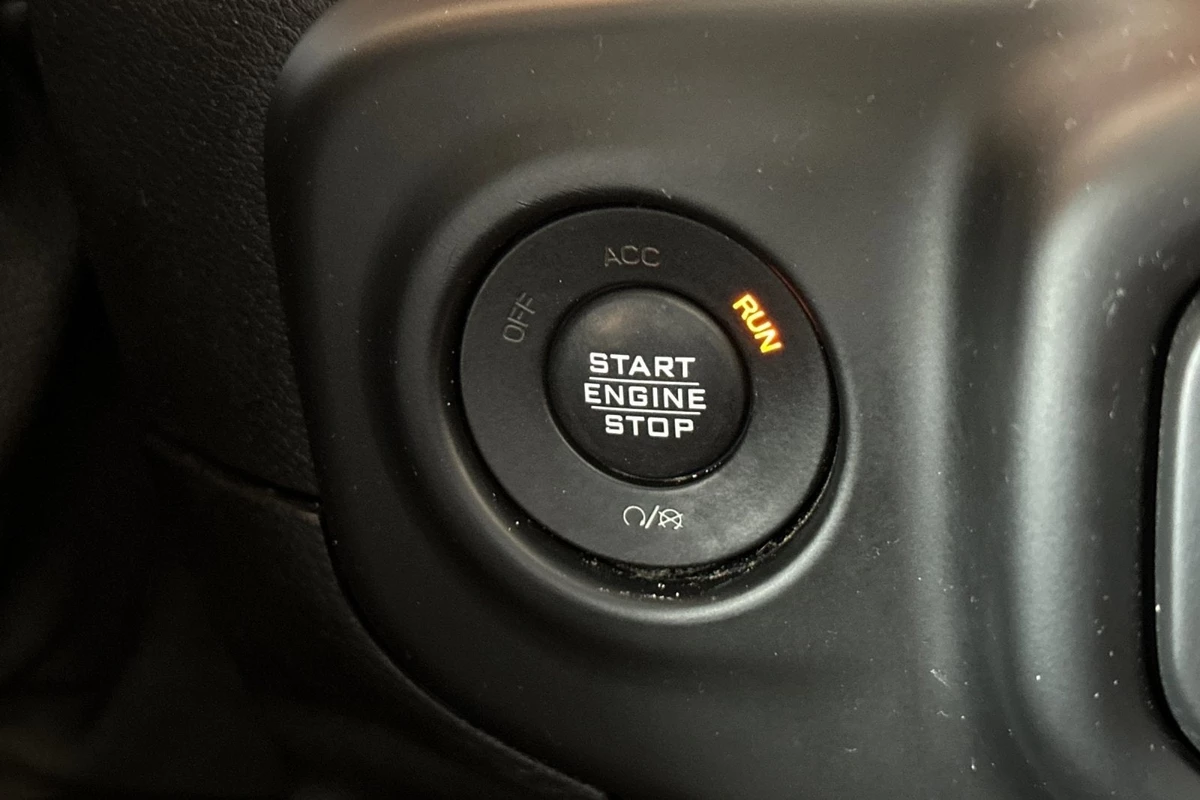 ACC
OFF
RUN
START
ENGINE
STOP